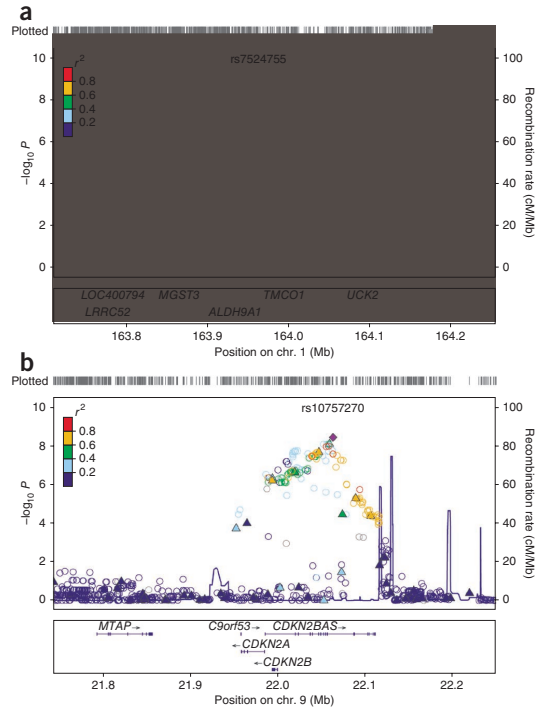 a
Plotted
10
8
6
4
2
0
–log10 P
r2
0.8
0.6
0.4
0.2
rs7524755
100
80
60
40
20
0
Recombination rate (cM/Mb)
LOC400794 MGST3 TMCO1 UCK2
LRRC52 ALDH9A1
163.8 163.9 164.0 164.1 164.2
Position on chr. 1 (Mb)
b
Plotted
10
8
6
4
2
0
–log10 P
r2
0.8
0.6
0.4
0.2
rs10757270
100
80
60
40
20
0
Recombination rate (cM/Mb)
MTAP→ C9orf53→ CDKN2BAS→
←CDKN2A
←CDKN2B
21.8 21.9 22.0 22.1 22.2
Position on chr. 9 (Mb)